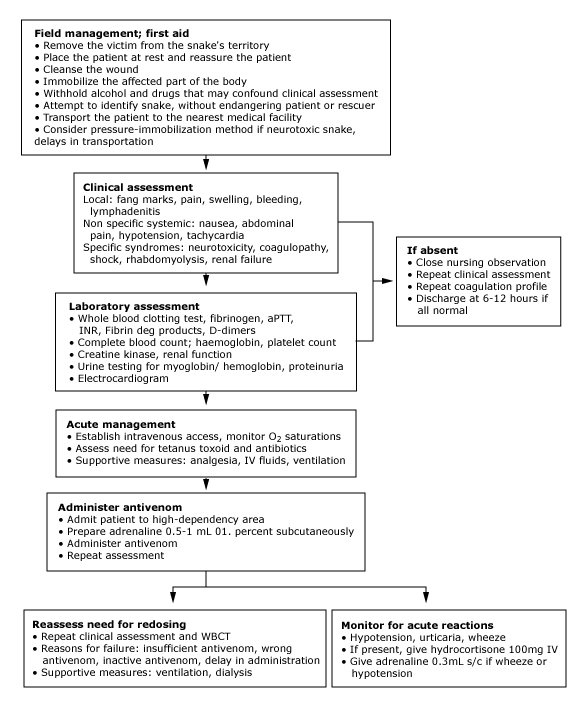 Field management; first aid
• Remove the victim from the snake's territory
• Place the patient at rest and reassure the patient
• Cleanse the wound
• Immobilize the affected part of the body
• Withhold alcohol and drugs that may confound clinical assessment
• Attempt to identify snake, without endangering patient or rescuer
• Transport the patient to the nearest medical facility
• Consider pressure-immobilization method if neurotoxic snake,
delays in transportation
Clinical assessment
Local: fang marks, pain, swelling, bleeding,
lymphadenitis
Non specific systemic: nausea, abdominal
pain, hypotension, tachycardia
Specific syndromes: neurotoxicity, coagulopathy,
shock, rhabdomyolysis, renal failure
If absent
• Close nursing observation
• Repeat clinical assessment
• Repeat coagulation profile
• Discharge at 6-12 hours if
all normal
Laboratory assessment
• Whole blood clotting test, fibrinogen, aPTT,
INR, Fibrin deg products, D-dimers
• Complete blood count; haemoglobin, platelet count
• Creatine kinase, renal function
• Urine testing for myoglobin/ hemoglobin, proteinuria
• Electrocardiogram
Acute management
• Establish intravenous access, monitor O₂ saturations
• Assess need for tetanus toxoid and antibiotics
• Supportive measures: analgesia, IV fluids, ventilation
Administer antivenom
• Admit patient to high-dependency area
• Prepare adrenaline 0.5-1 mL 01. percent subcutaneously
• Administer antivenom
• Repeat assessment
Reassess need for redosing
• Repeat clinical assessment and WBCT
• Reasons for failure: insufficient antivenom, wrong
antivenom, inactive antivenom, delay in administration
• Supportive measures: ventilation, dialysis
Monitor for acute reactions
• Hypotension, urticaria, wheeze
• If present, give hydrocortisone 100mg IV
• Give adrenaline 0.3mL s/c if wheeze or
hypotension